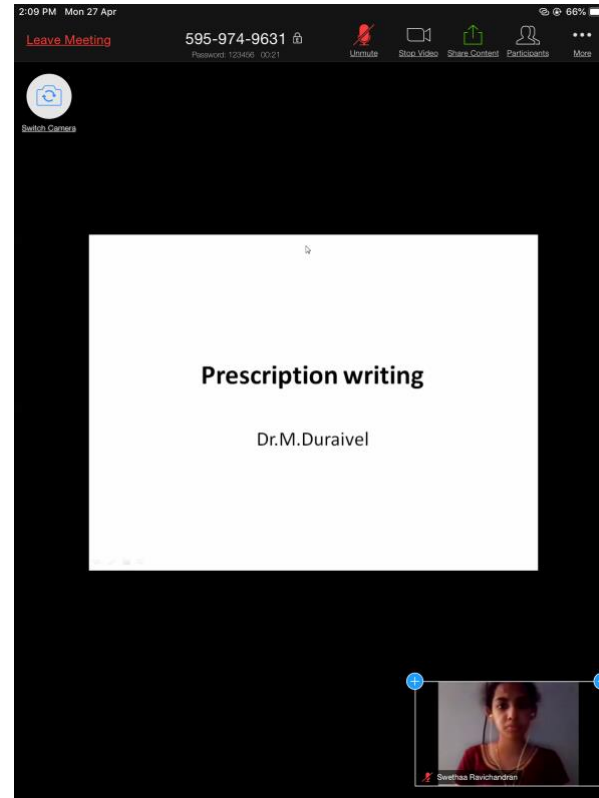 2:09 PM Mon 27 Apr
66%
Leave Meeting
595-974-9631
Password: 123456 00:21
Unmute
Stop Video
Share Content
Participants
More
Switch Camera
Prescription writing
Dr.M.Duraivel
Swethaa Ravichandran